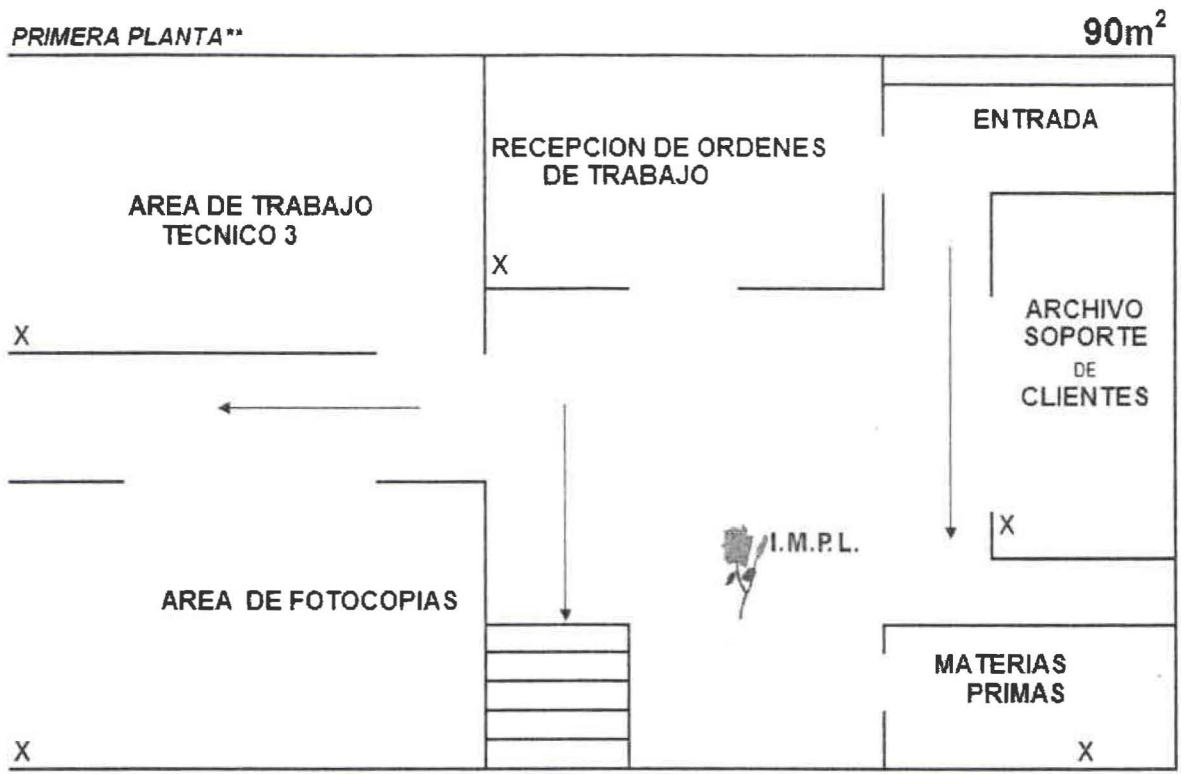 PRIMERA PLANTA**
90m²
ENTRADA
RECEPCION DE ORDENES
DE TRABAJO
AREA DE TRABAJO
TECNICO 3
X
X
ARCHIVO
SOPORTE
DE
CLIENTES
X
I.M.P.L.
AREA DE FOTOCOPIAS
MATERIAS
PRIMAS
X
X